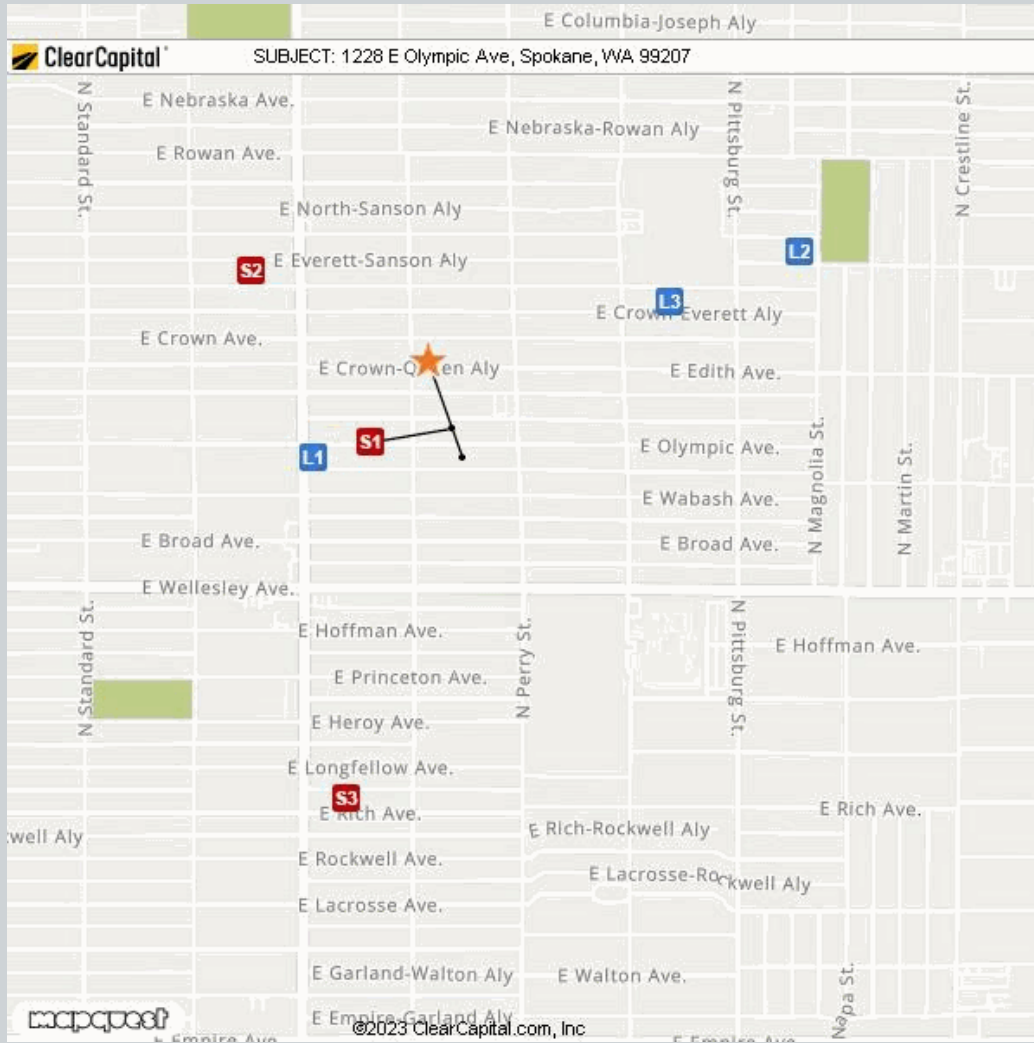 E Columbia-Joseph Aly
ClearCapital
SUBJECT: 1228 E Olympic Ave, Spokane, WA 99207
N Standard St.
E Nebraska Ave.
N Pittsburg St.
N Crestline St.
E Nebraska-Rowan Aly
E Rowan Ave.
E North-Sanson Aly
L2
E Everett-Sanson Aly
S2
L3
E Crown-Everett Aly
E Crown Ave.
E Crown-Queen Aly
E Edith Ave.
S1
E Olympic Ave.
L1
N Magnolia St.
N Martin St.
E Wabash Ave.
E Broad Ave.
E Broad Ave.
E Wellesley Ave.
N Standard St.
E Hoffman Ave.
N Perry St.
N Pittsburg St.
E Hoffman Ave.
E Princeton Ave.
E Heroy Ave.
E Longfellow Ave.
S3
E Rich Ave.
E Rich Ave.
kwell Aly
E Rich-Rockwell Aly
E Rockwell Ave.
E Lacrosse-Rockwell Aly
E Lacrosse Ave.
E Garland-Walton Aly
E Walton Ave.
Napa St.
mapquest
E Empire-Garland Aly
©2023 ClearCapital.com, Inc
E Empire Ave
E Empire Ave